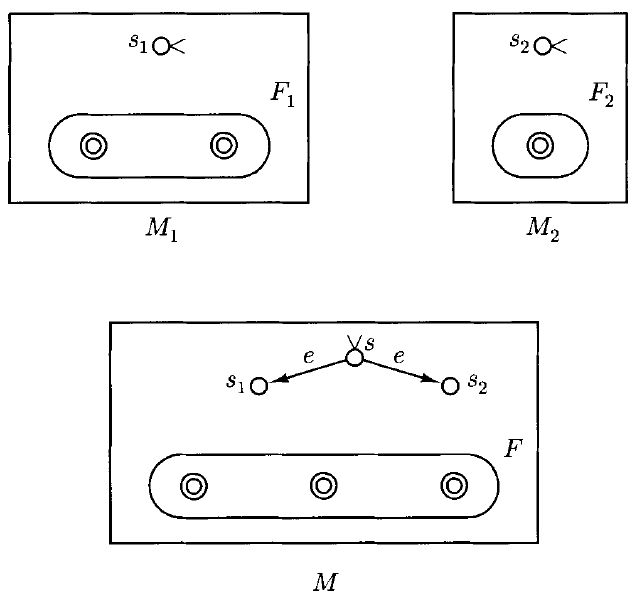 s₁ s₂
F₁ F₂
M₁ M₂
s
e e
s₁ s₂
F
M